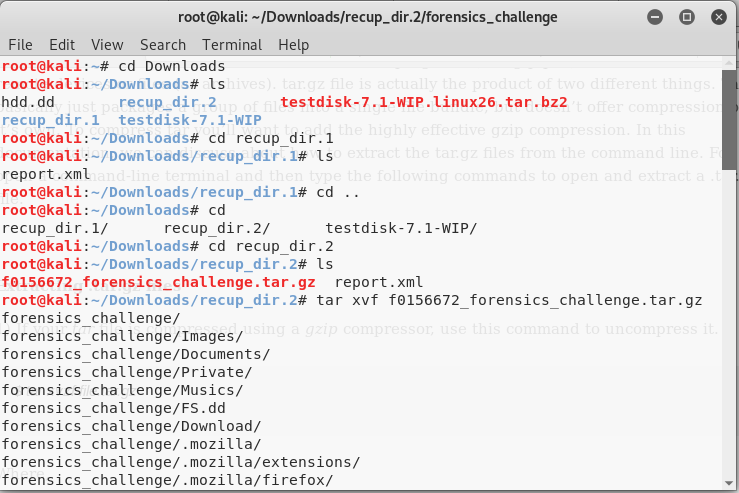 root@kali: ~/Downloads/recup_dir.2/forensics_challenge
File Edit View Search Terminal Help
root@kali:~# cd Downloads
root@kali:~/Downloads# ls
hdd.dd recup_dir.2 testdisk-7.1-WIP.linux26.tar.bz2
recup_dir.1 testdisk-7.1-WIP
root@kali:~/Downloads# cd recup_dir.1
root@kali:~/Downloads/recup_dir.1# ls
report.xml
root@kali:~/Downloads/recup_dir.1# cd ..
root@kali:~/Downloads# cd
recup_dir.1/ recup_dir.2/ testdisk-7.1-WIP/
root@kali:~/Downloads# cd recup_dir.2
root@kali:~/Downloads/recup_dir.2# ls
f0156672_forensics_challenge.tar.gz report.xml
root@kali:~/Downloads/recup_dir.2# tar xvf f0156672_forensics_challenge.tar.gz
forensics_challenge/
forensics_challenge/Images/
forensics_challenge/Documents/
forensics_challenge/Private/
forensics_challenge/Musics/
forensics_challenge/FS.dd
forensics_challenge/Download/
forensics_challenge/.mozilla/
forensics_challenge/.mozilla/extensions/
forensics_challenge/.mozilla/firefox/